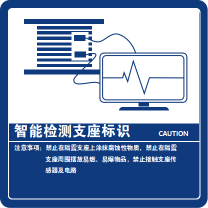 智能检测支座标识 CAUTION
注意事项：禁止在隔震支座上涂抹腐蚀性物质，禁止在隔震
支座周围摆放易燃、易爆物品，禁止接触支座传
感器及电路